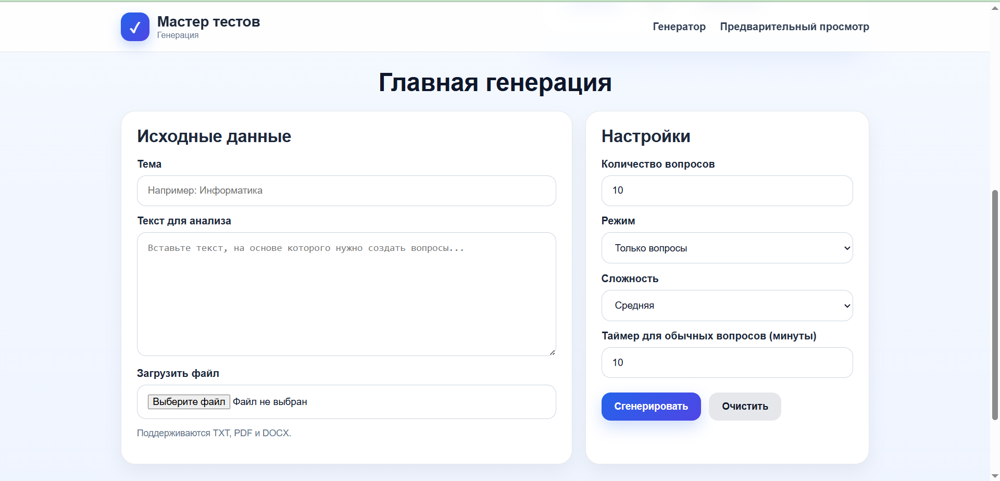 ✓
Мастер тестов
Генерация
Генератор
Предварительный просмотр
Главная генерация
Исходные данные
Тема
Например: Информатика
Текст для анализа
Вставьте текст, на основе которого нужно создать вопросы...
Загрузить файл
Выберите файл Файл не выбран
Поддерживаются TXT, PDF и DOCX.
Настройки
Количество вопросов
10
Режим
Только вопросы
Сложность
Средняя
Таймер для обычных вопросов (минуты)
10
Сгенерировать
Очистить